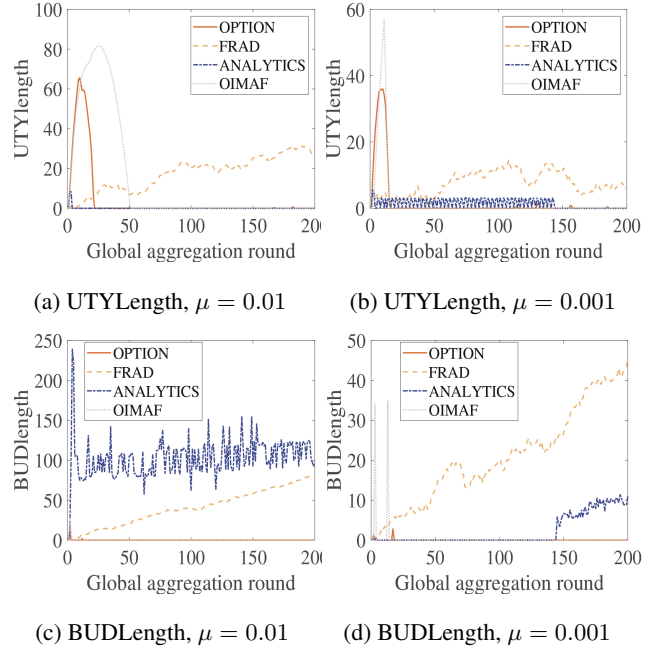 100
80
60
40
20
0
UTYlength
OPTION
FRAD
ANALYTICS
OIMAF
0 50 100 150 200
Global aggregation round
(a) UTYLength, μ = 0.01
60
40
20
0
UTYlength
OPTION
FRAD
ANALYTICS
OIMAF
0 50 100 150 200
Global aggregation round
(b) UTYLength, μ = 0.001
250
200
150
100
50
0
BUDlength
OPTION
FRAD
ANALYTICS
OIMAF
0 50 100 150 200
Global aggregation round
(c) BUDLength, μ = 0.01
50
40
30
20
10
0
BUDlength
OPTION
FRAD
ANALYTICS
OIMAF
0 50 100 150 200
Global aggregation round
(d) BUDLength, μ = 0.001